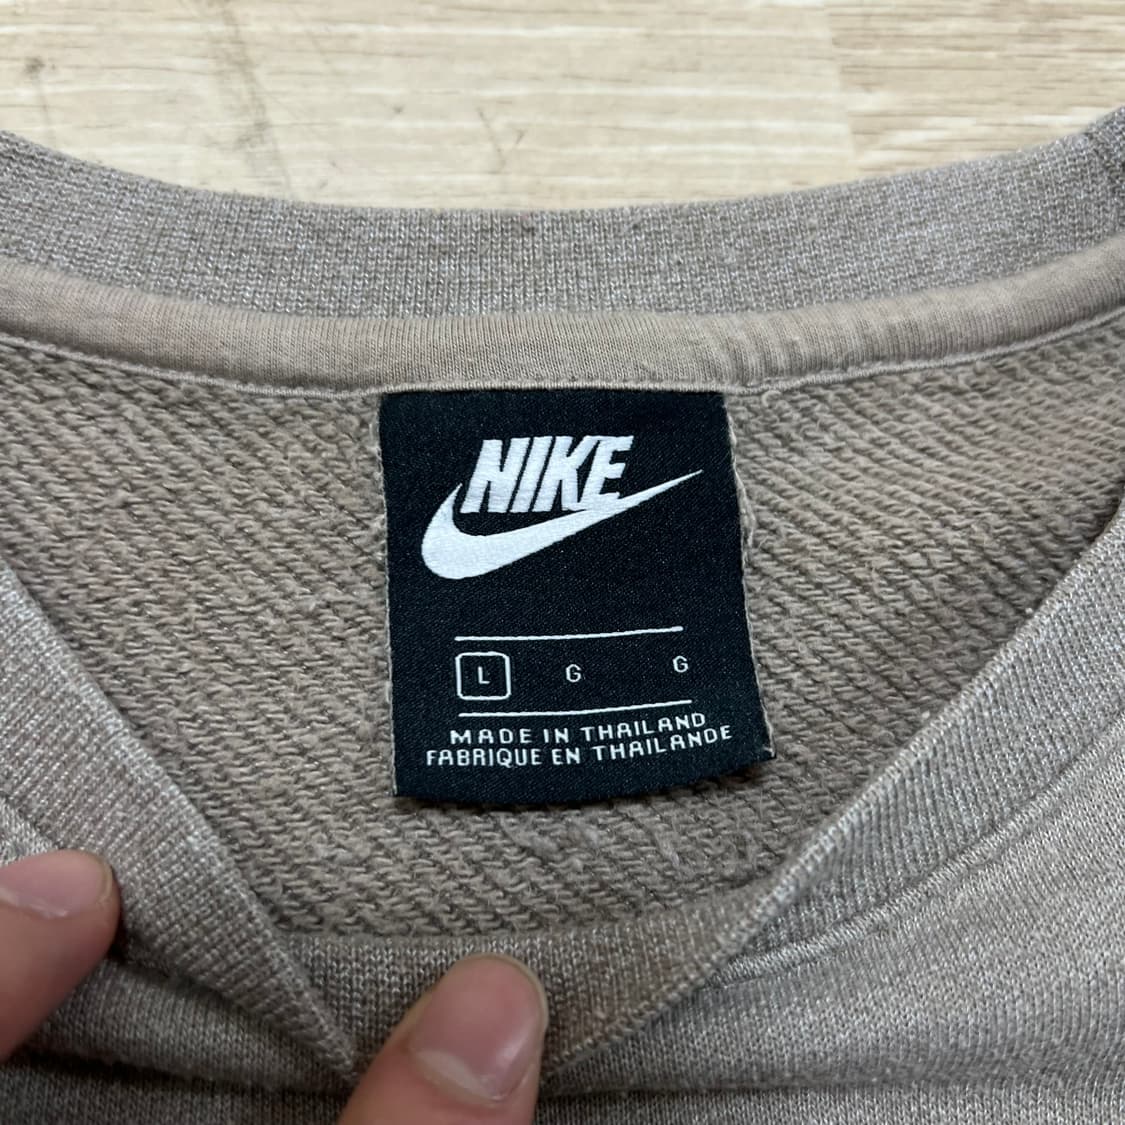 NIKE
L G G
MADE IN THAILAND
FABRIQUE EN THAILANDE